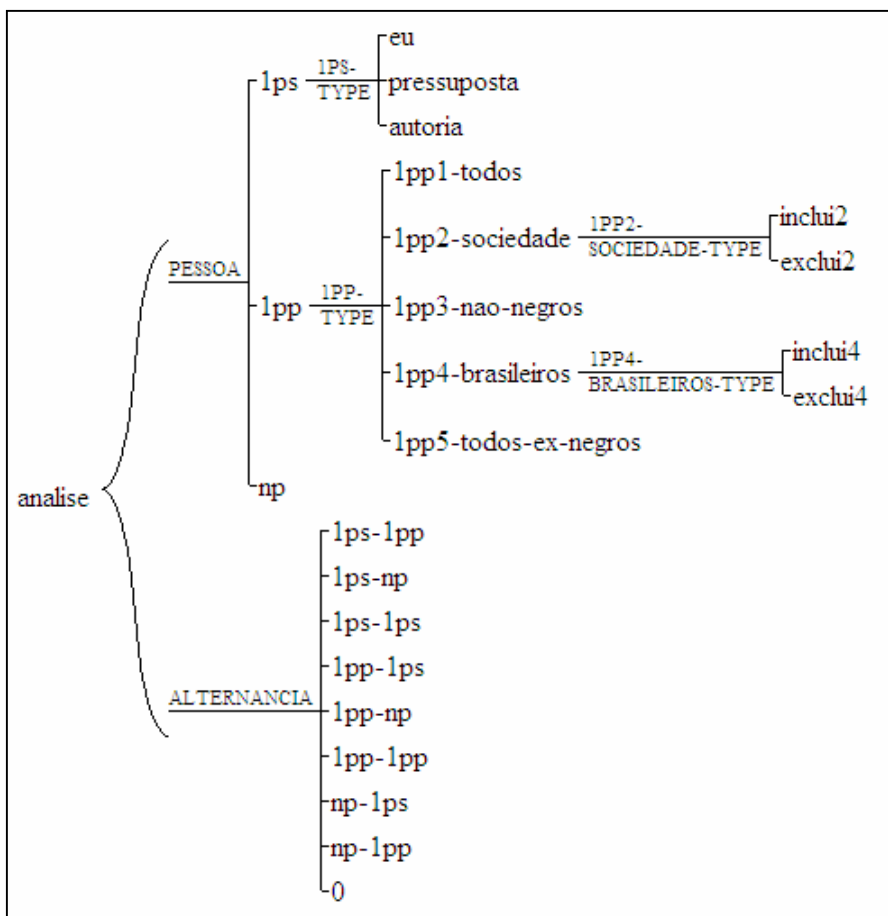 eu
1ps 1PS-TYPE pressuposta
autoria
1pp1-todos
1pp2-sociedade 1PP2-SOCIEDADE-TYPE inclui2
exclui2
PESSOA
1pp 1PP-TYPE 1pp3-nao-negros
1pp4-brasileiros 1PP4-BRASILEIROS-TYPE inclui4
exclui4
1pp5-todos-ex-negros
np
analise
1ps-1pp
1ps-np
1ps-1ps
1pp-1ps
ALTERNANCIA 1pp-np
1pp-1pp
np-1ps
np-1pp
0